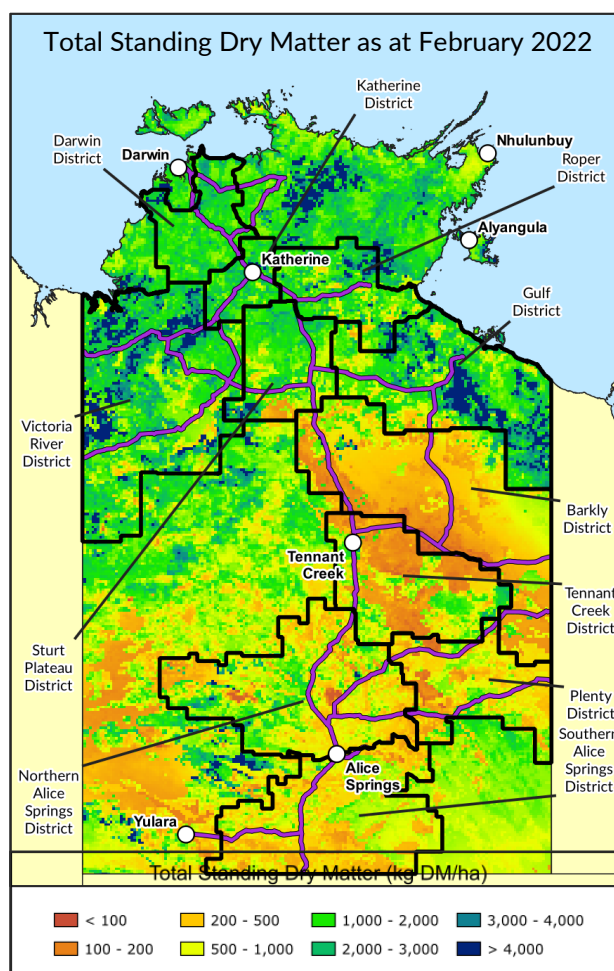 Total Standing Dry Matter as at February 2022
Katherine
District
Darwin
District
Darwin
Nhulunbuy
Roper
District
Alyangula
Katherine
Gulf
District
Victoria
River
District
Barkly
District
Tennant
Creek
Tennant
Creek
District
Sturt
Plateau
District
Plenty
District
Southern
Alice
Springs
District
Northern
Alice
Springs
District
Alice
Springs
Yulara
Total Standing Dry Matter (kg DM/ha)
< 100
200 - 500
1,000 - 2,000
3,000 - 4,000
100 - 200
500 - 1,000
2,000 - 3,000
> 4,000